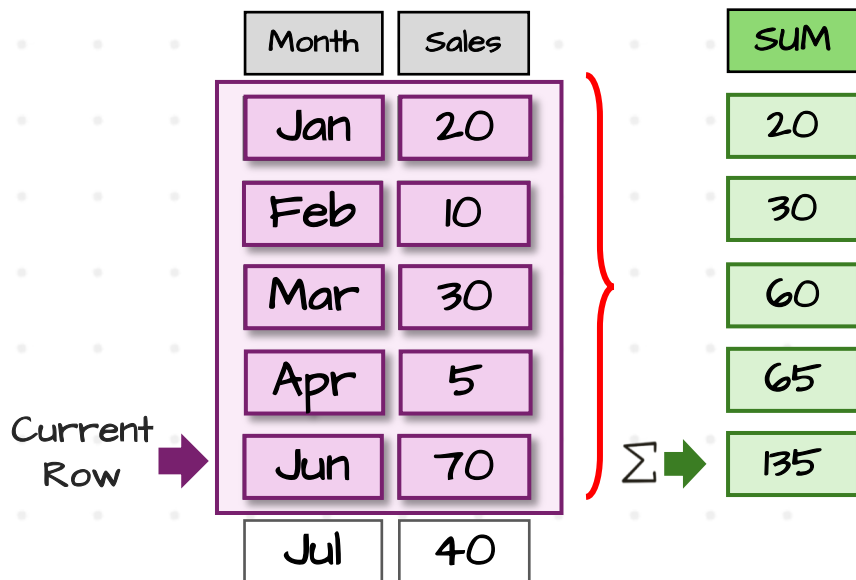 Month Sales SUM
Jan 20 20
Feb 10 30
Mar 30 60
Apr 5 65
Current
Row
Jun 70 Σ 135
Jul 40